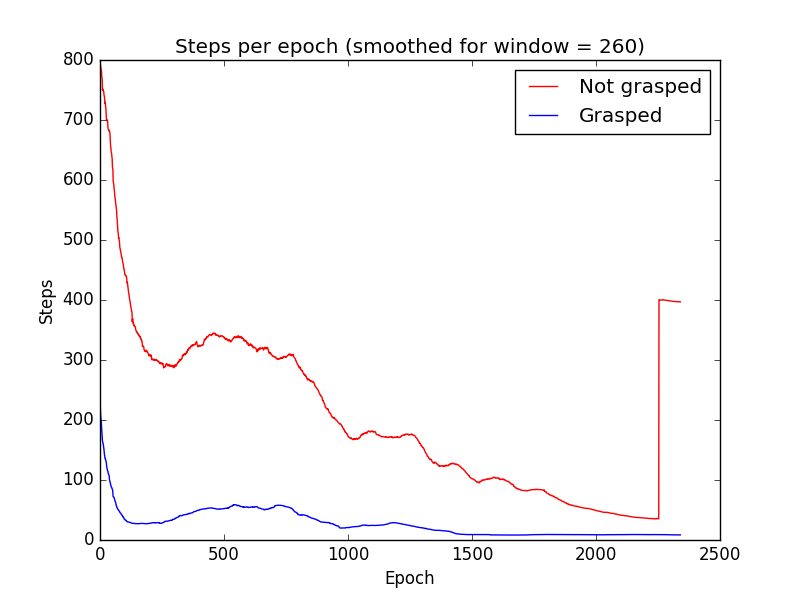 Steps per epoch (smoothed for window = 260)
800
700
600
500
400
300
200
100
0
Steps
Not grasped
Grasped
0 500 1000 1500 2000 2500
Epoch